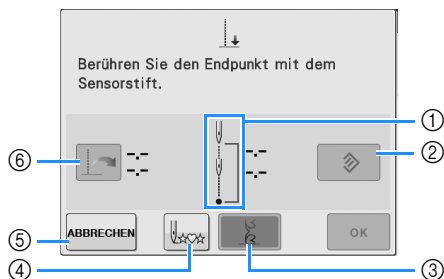 Berühren Sie den Endpunkt mit dem
Sensorstift.
①
②
⑥
-.-
-.-
-.-
-.-
ABBRECHEN
OK
⑤
④
③